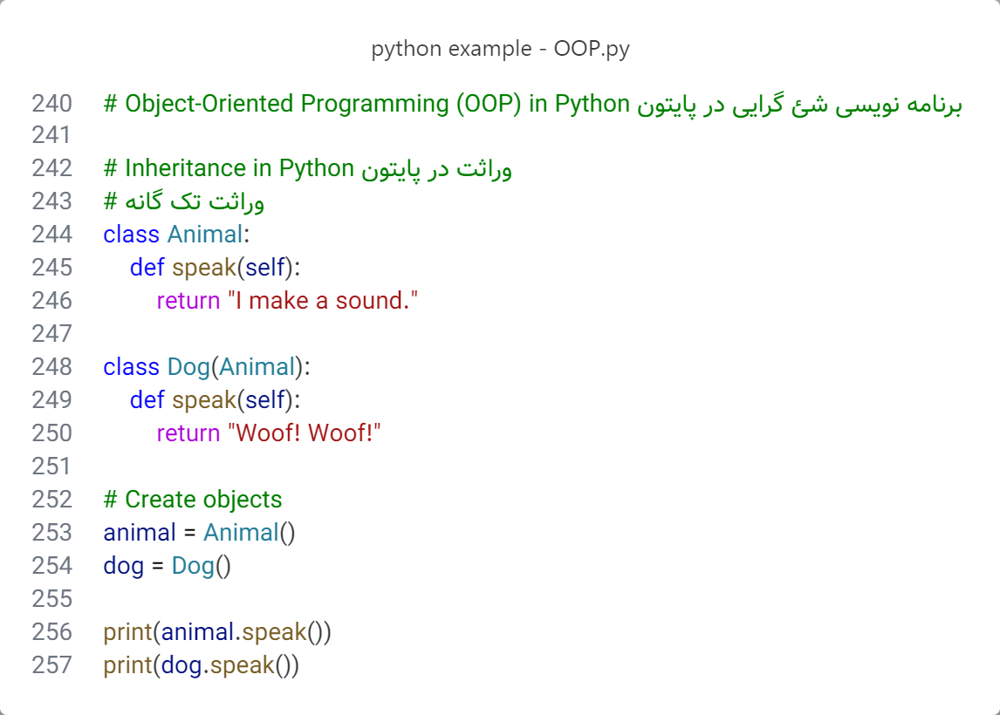 python example - OOP.py
240 # Object-Oriented Programming (OOP) in Python برنامه نویسی شئ گرایی در پایتون
241
242 # Inheritance in Python وراثت در پایتون
243 # وراثت تک گانه
244 class Animal:
245     def speak(self):
246         return "I make a sound."
247
248 class Dog(Animal):
249     def speak(self):
250         return "Woof! Woof!"
251
252 # Create objects
253 animal = Animal()
254 dog = Dog()
255
256 print(animal.speak())
257 print(dog.speak())